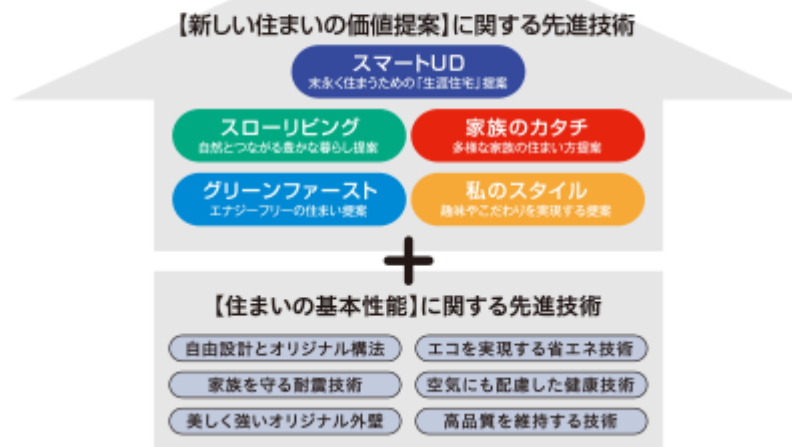 【新しい住まいの価値提案】に関する先進技術
スマートUD
末永く住まうための「生涯住宅」提案
スローリビング
自然とつながる豊かな暮らし提案
家族のカタチ
多様な家族の住まい方提案
グリーンファースト
エナジーフリーの住まい提案
私のスタイル
趣味やこだわりを実現する提案
+
【住まいの基本性能】に関する先進技術
自由設計とオリジナル構法
エコを実現する省エネ技術
家族を守る耐震技術
空気にも配慮した健康技術
美しく強いオリジナル外壁
高品質を維持する技術